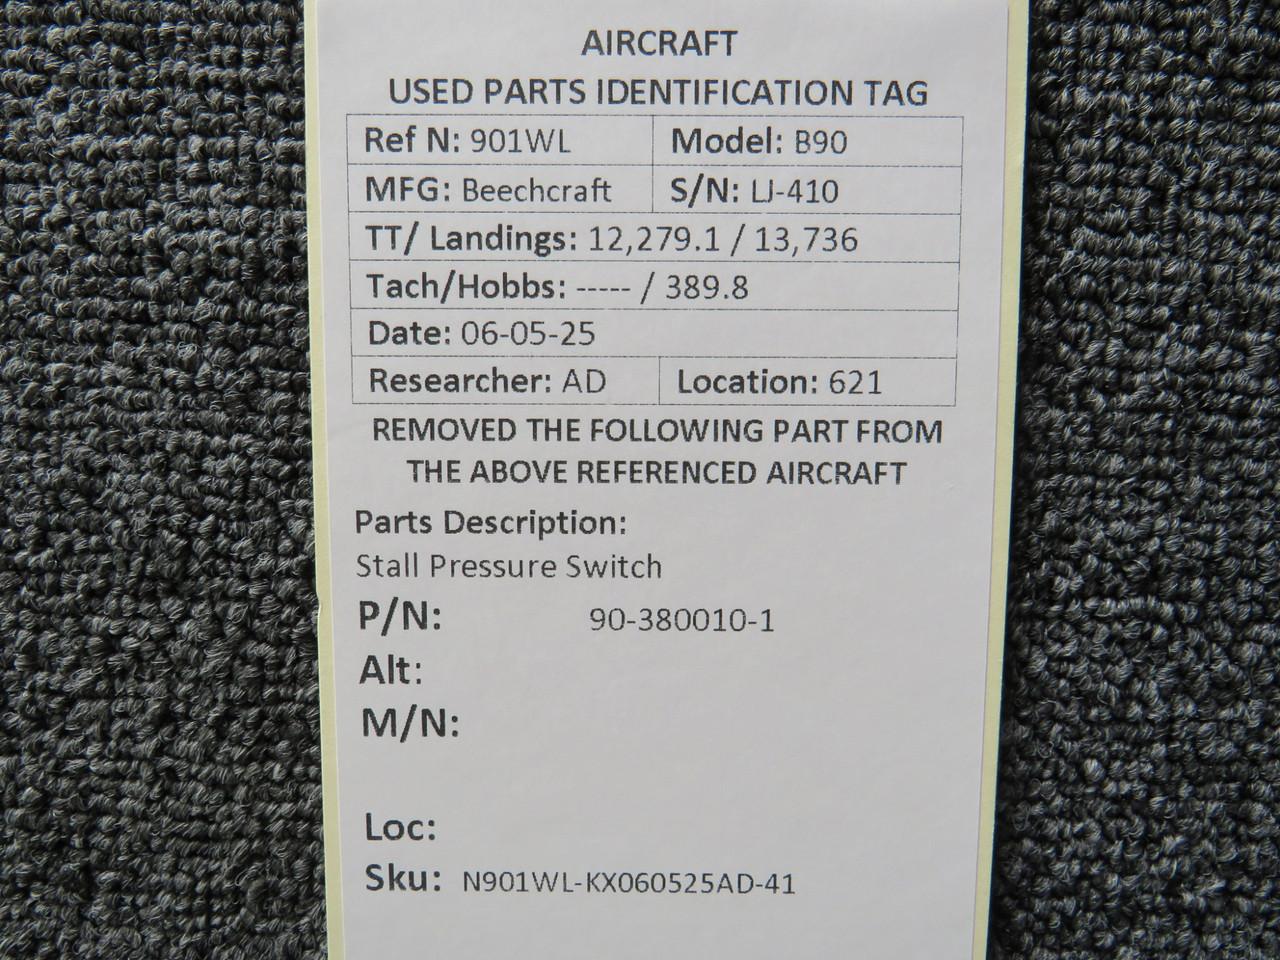 AIRCRAFT
USED PARTS IDENTIFICATION TAG
Ref N: 901WL Model: B90
MFG: Beechcraft S/N: LJ-410
TT/ Landings: 12,279.1 / 13,736
Tach/Hobbs: ----- / 389.8
Date: 06-05-25
Researcher: AD Location: 621
REMOVED THE FOLLOWING PART FROM
THE ABOVE REFERENCED AIRCRAFT
Parts Description:
Stall Pressure Switch
P/N: 90-380010-1
Alt:
M/N:
Loc:
Sku: N901WL-KX060525AD-41